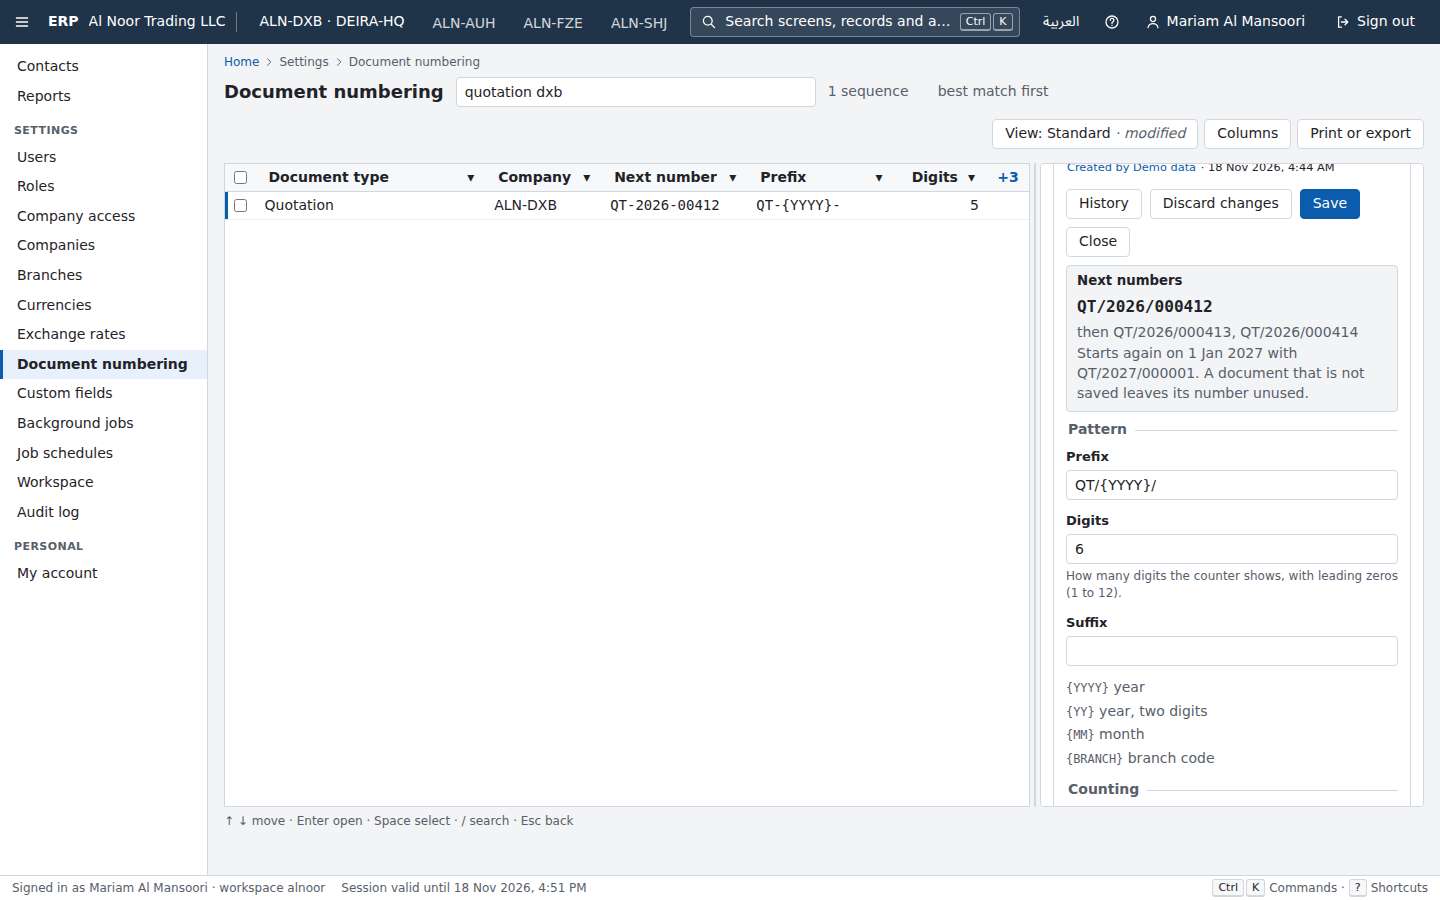 ERP Al Noor Trading LLC ALN-DXB · DEIRA-HQ ALN-AUH ALN-FZE ALN-SHJ Search screens, records and a… Ctrl K العربية Mariam Al Mansoori Sign out
Contacts
Reports
SETTINGS
Users
Roles
Company access
Companies
Branches
Currencies
Exchange rates
Document numbering
Custom fields
Background jobs
Job schedules
Workspace
Audit log
PERSONAL
My account
Home > Settings > Document numbering
Document numbering quotation dxb 1 sequence best match first
View: Standard · modified Columns Print or export
Document type Company Next number Prefix Digits +3
Quotation ALN-DXB QT-2026-00412 QT-{YYYY}- 5
Created by Demo data · 18 Nov 2026, 4:44 AM
History Discard changes Save
Close
Next numbers
QT/2026/000412
then QT/2026/000413, QT/2026/000414
Starts again on 1 Jan 2027 with
QT/2027/000001. A document that is not
saved leaves its number unused.
Pattern
Prefix
QT/{YYYY}/
Digits
6
How many digits the counter shows, with leading zeros
(1 to 12).
Suffix
{YYYY} year
{YY} year, two digits
{MM} month
{BRANCH} branch code
Counting
↑ ↓ move · Enter open · Space select · / search · Esc back
Signed in as Mariam Al Mansoori · workspace alnoor Session valid until 18 Nov 2026, 4:51 PM Ctrl K Commands · ? Shortcuts